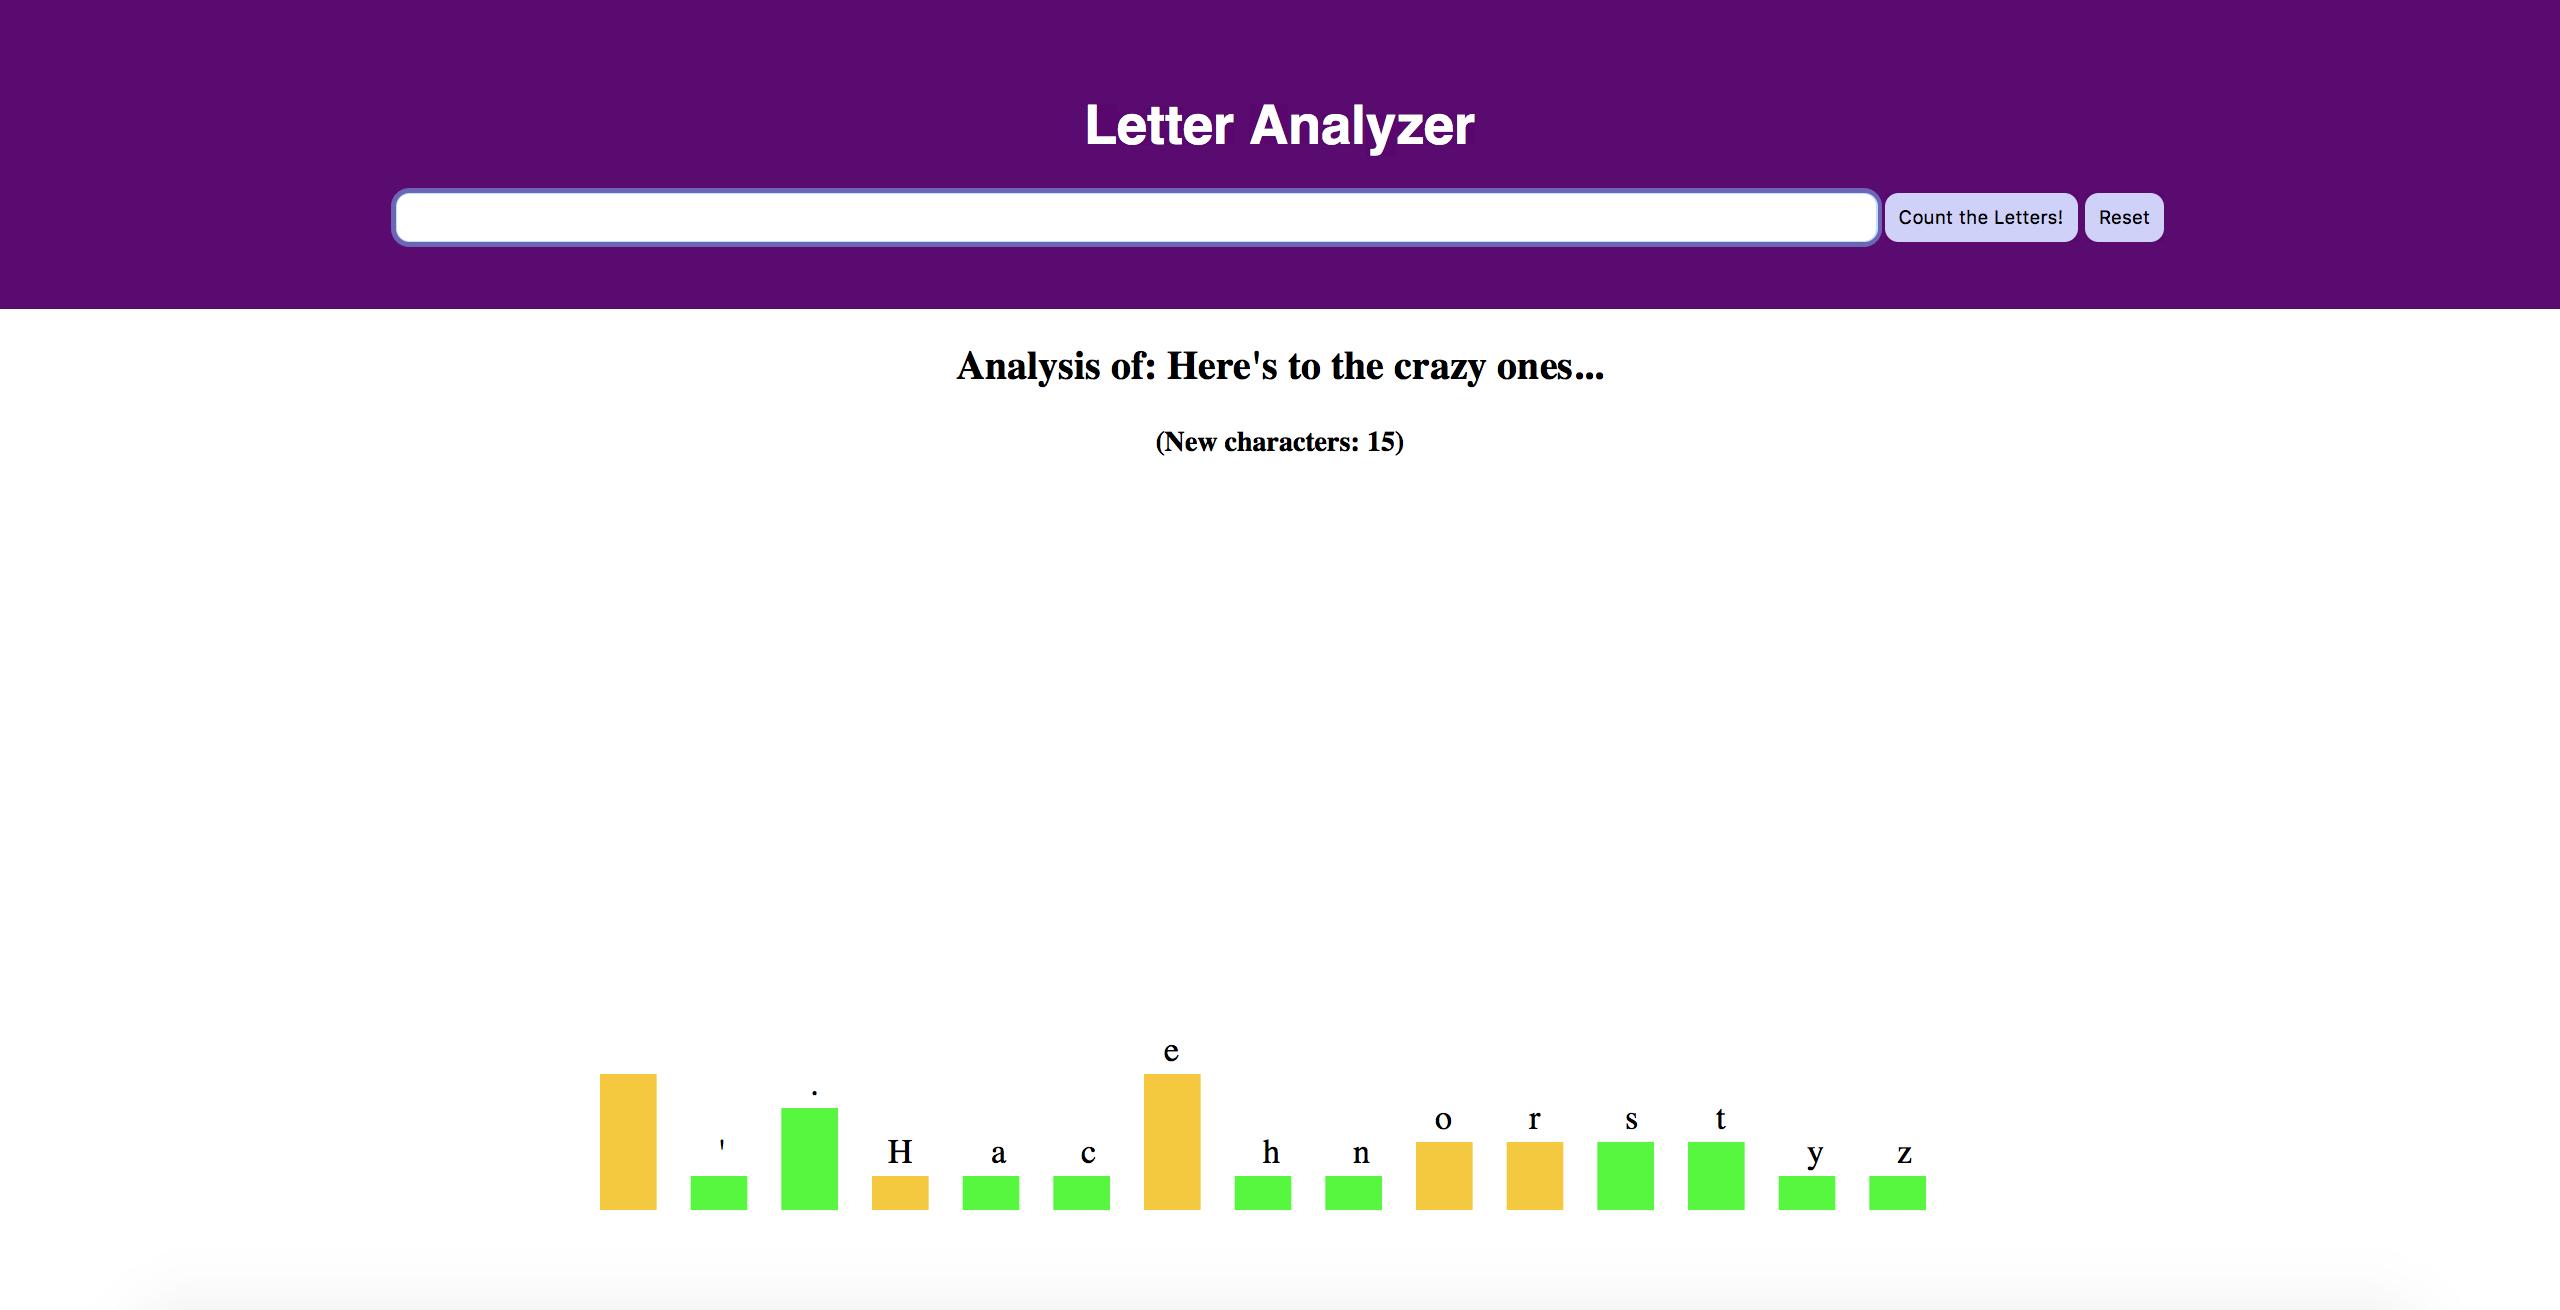 Letter Analyzer
Count the Letters! Reset
Analysis of: Here's to the crazy ones...
(New characters: 15)
' . H a c e h n o r s t y z